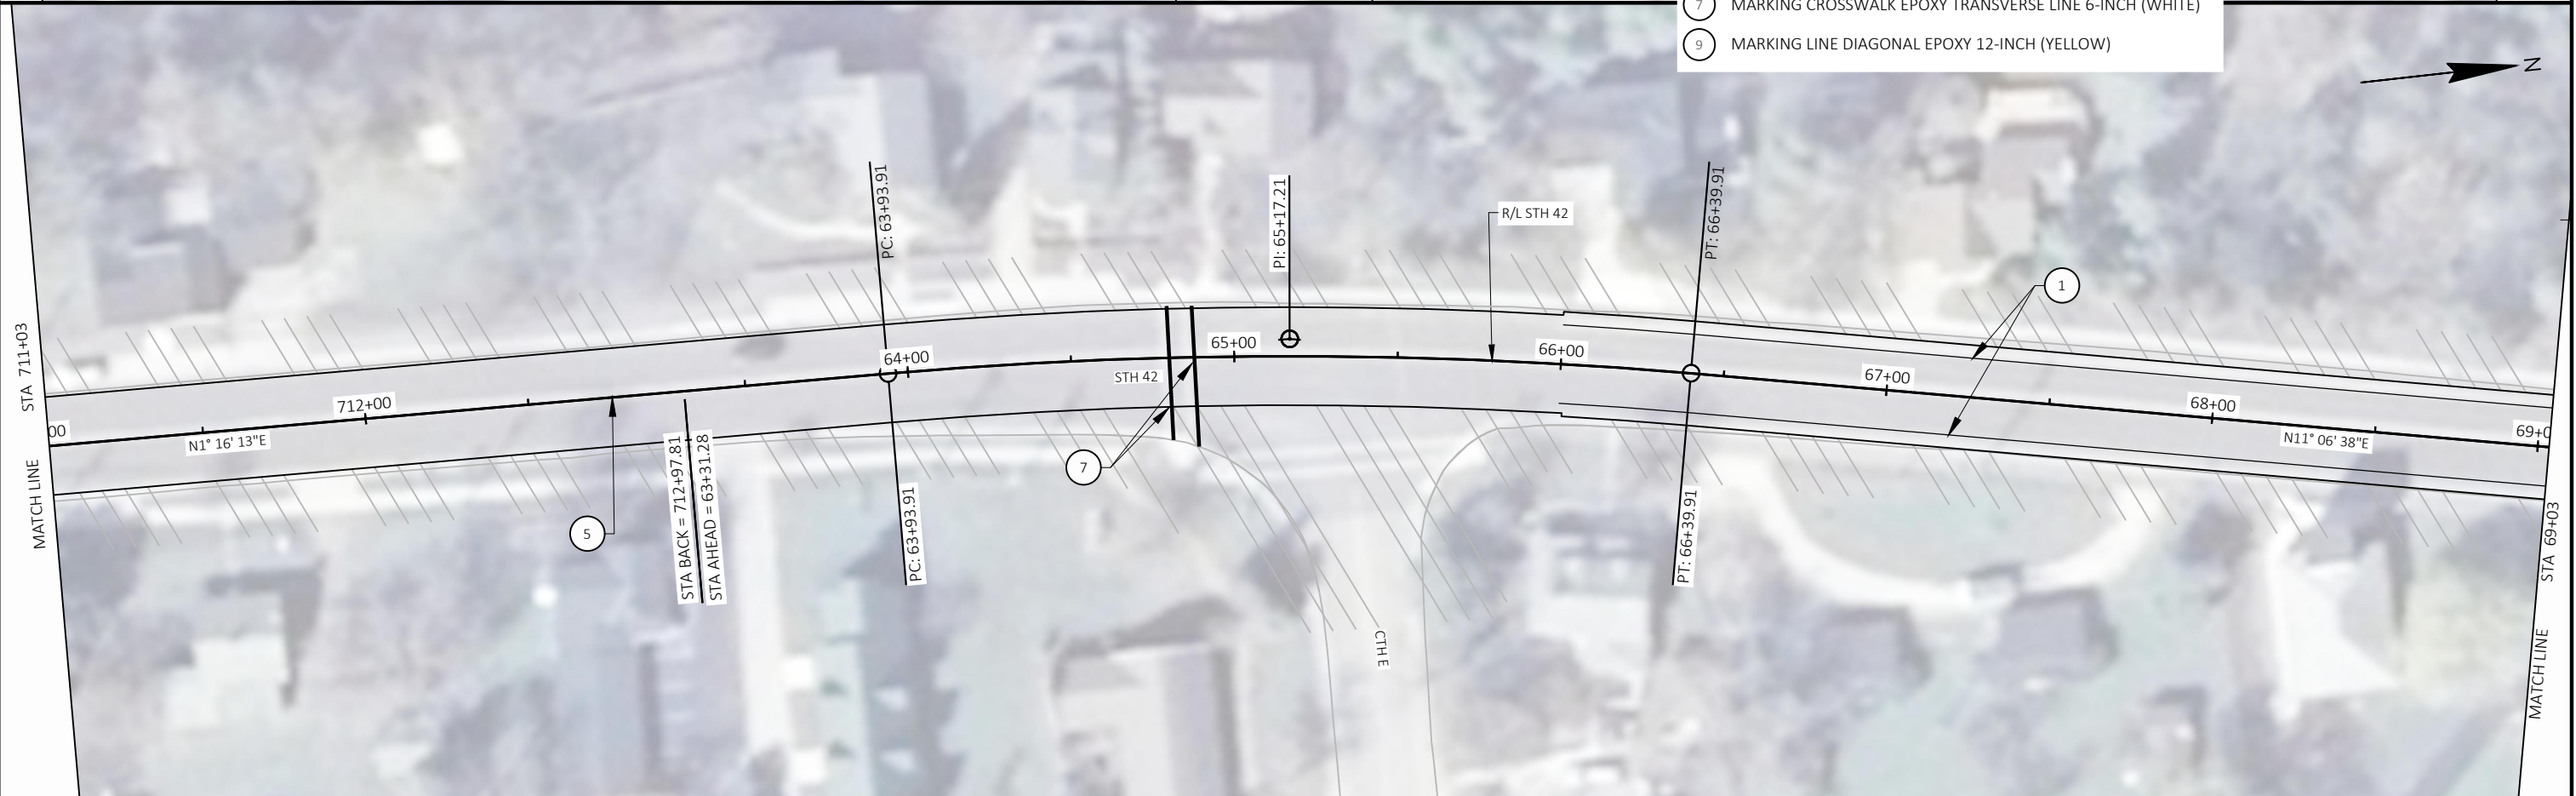 7 MARKING CROSSWALK EPOXY TRANSVERSE LINE 6-INCH (WHITE)
9 MARKING LINE DIAGONAL EPOXY 12-INCH (YELLOW)
N
PC: 63+93.91
PI: 65+17.21
R/L STH 42
PT: 66+39.91
1
STA 711+03
MATCH LINE
00
N1° 16' 13"E
712+00
64+00
STH 42
65+00
66+00
67+00
68+00
N11° 06' 38"E
69+0
5
STA BACK = 712+97.81
STA AHEAD = 63+31.28
PC: 63+93.91
7
CTH E
PT: 66+39.91
STA 69+03
MATCH LINE